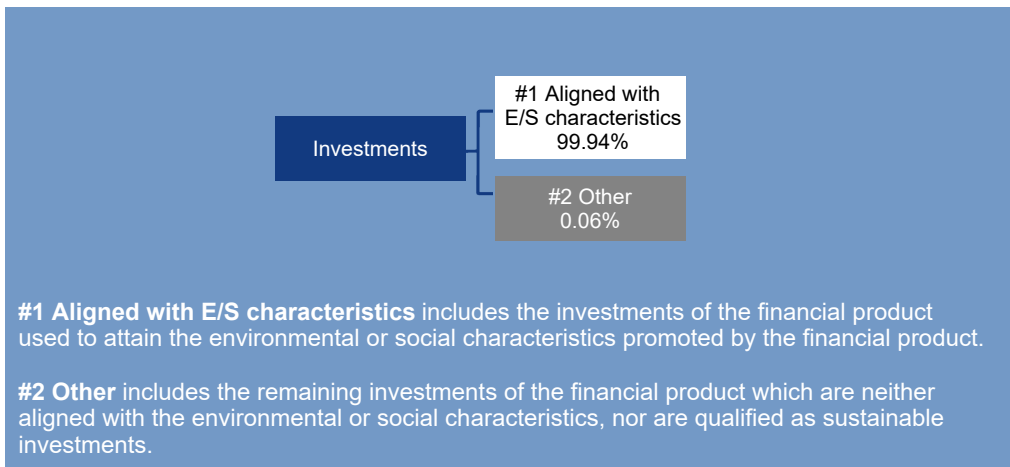 Investments
#1 Aligned with
E/S characteristics
99.94%
#2 Other
0.06%
#1 Aligned with E/S characteristics includes the investments of the financial product
used to attain the environmental or social characteristics promoted by the financial product.
#2 Other includes the remaining investments of the financial product which are neither
aligned with the environmental or social characteristics, nor are qualified as sustainable
investments.